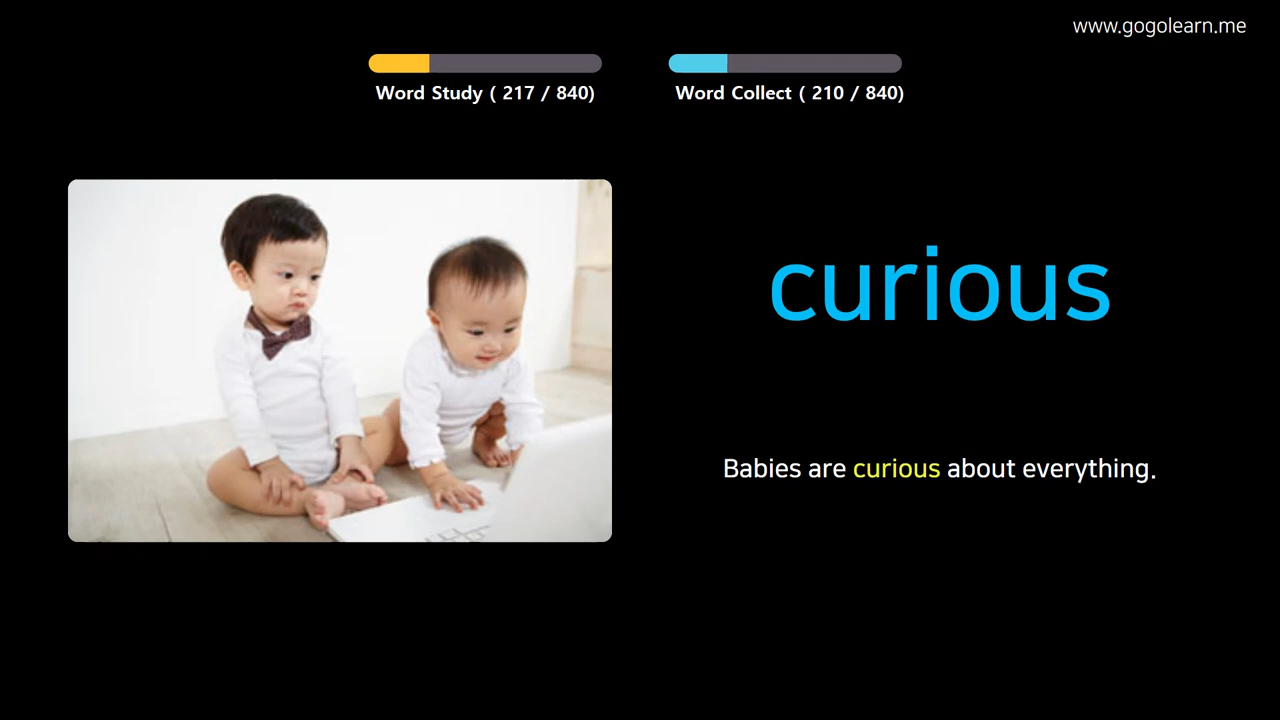 www.gogolearn.me
Word Study ( 217 / 840)
Word Collect ( 210 / 840)
curious
Babies are curious about everything.